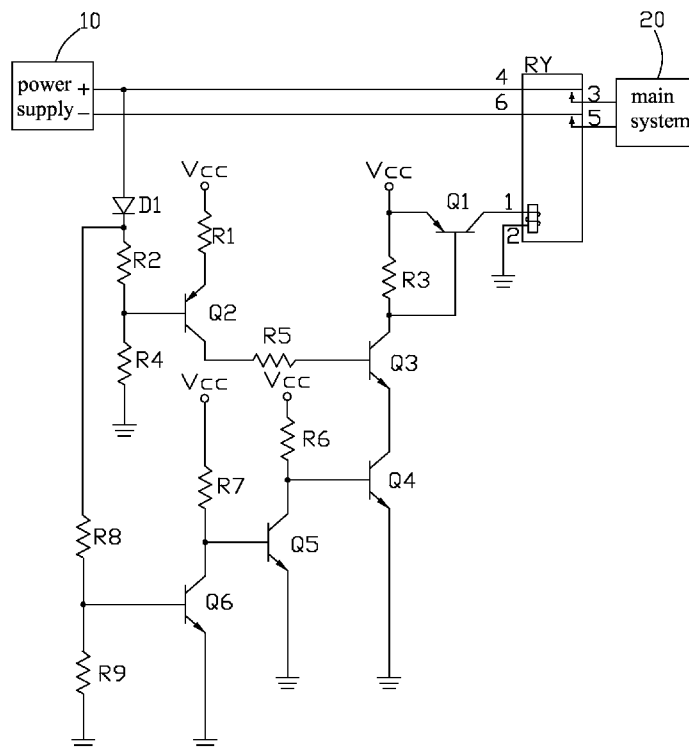 10
20
power
supply
+
−
4
RY
6
3
5
main
system
Vcc
Vcc
Q1
1
2
D1
R1
R2
R3
Q2
R5
R4
Q3
Vcc
Vcc
R6
R7
Q4
R8
Q5
Q6
R9